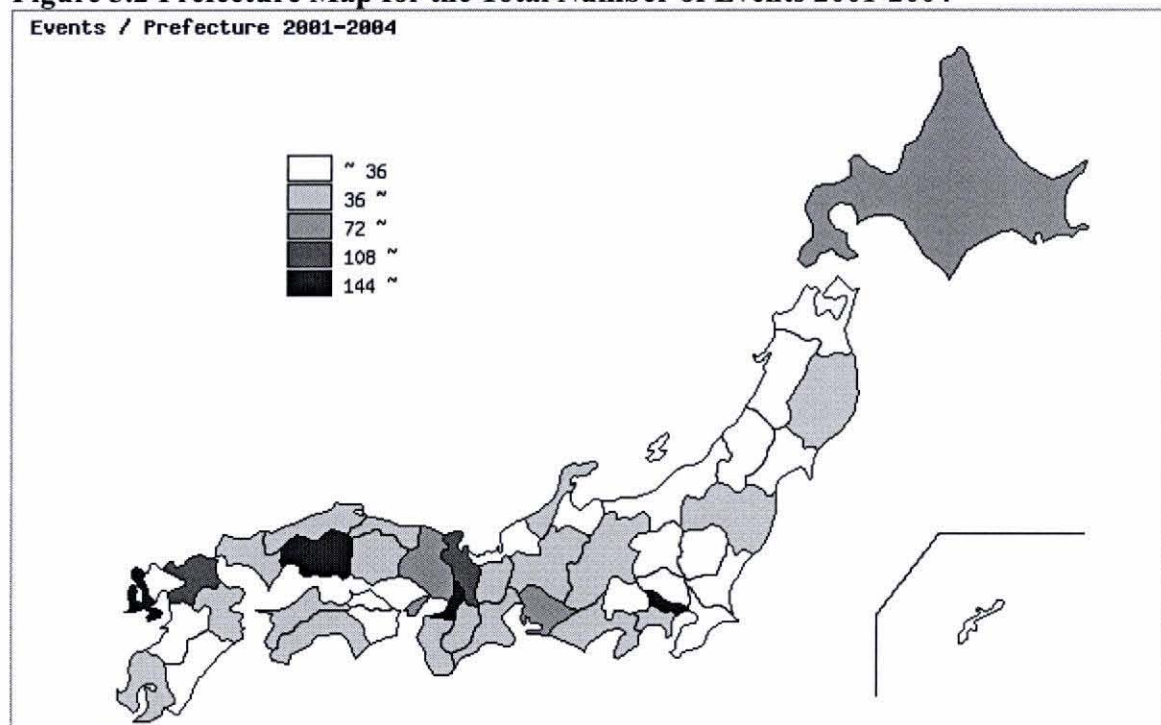 Figure 3.2 Prefecture Map for the Total Number of Events 2001-2004
Events / Prefecture 2001-2004
~ 36
36 ~
72 ~
108 ~
144 ~